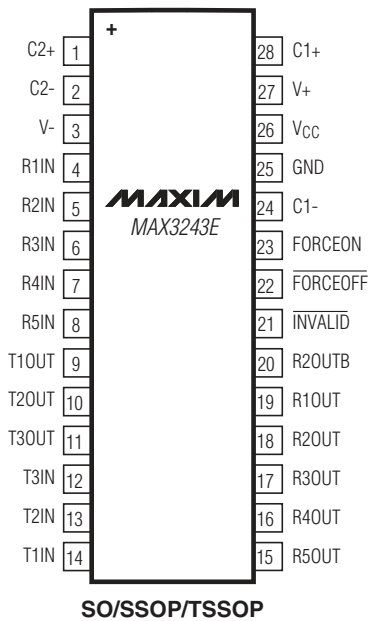 +
C2+ 1 28 C1+
C2- 2 27 V+
V- 3 26 VCC
R1IN 4 25 GND
R2IN 5 MAXIM 24 C1-
MAX3243E
R3IN 6 23 FORCEON
R4IN 7 22 FORCEOFF
R5IN 8 21 INVALID
T1OUT 9 20 R2OUTB
T2OUT 10 19 R1OUT
T3OUT 11 18 R2OUT
T3IN 12 17 R3OUT
T2IN 13 16 R4OUT
T1IN 14 15 R5OUT
SO/SSOP/TSSOP